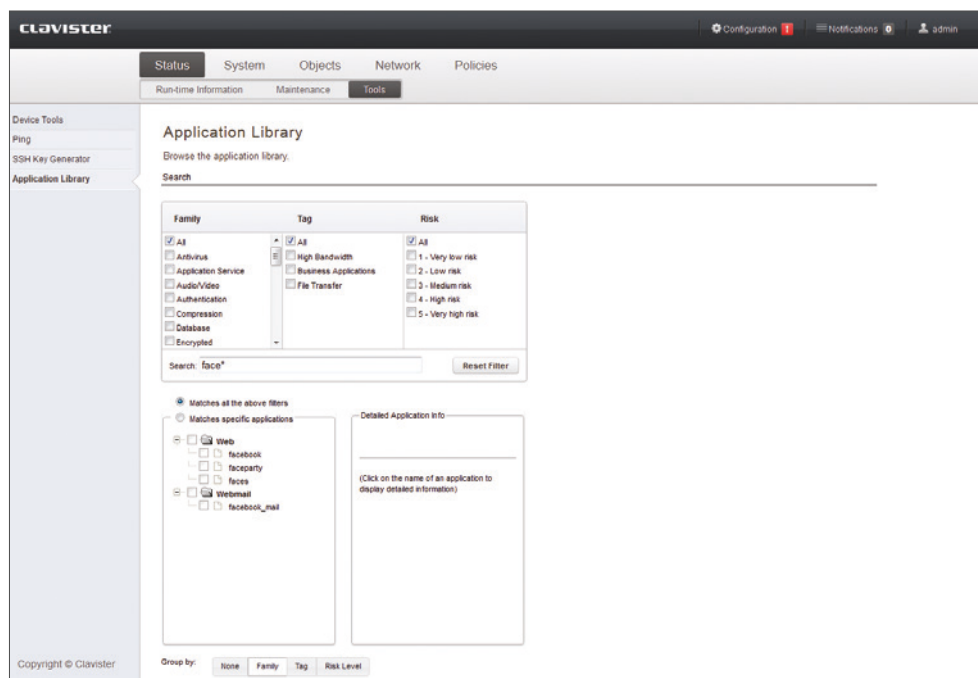 CLAVISTER
Configuration 1
Notifications 0
admin
Status System Objects Network Policies
Run-time Information Maintenance Tools
Device Tools
Ping
SSH Key Generator
Application Library
Application Library
Browse the application library.
Search
Family
All
Antivirus
Application Service
Audio/Video
Authentication
Compression
Database
Encrypted
Tag
All
High Bandwidth
Business Applications
File Transfer
Risk
All
1 - Very low risk
2 - Low risk
3 - Medium risk
4 - High risk
5 - Very high risk
Search: face*
Reset Filter
Matches all the above filters
Matches specific applications
Web
facebook
faceparty
faces
Webmail
facebook_mail
Detailed Application Info
(Click on the name of an application to
display detailed information)
Group by: None Family Tag Risk Level
Copyright © Clavister